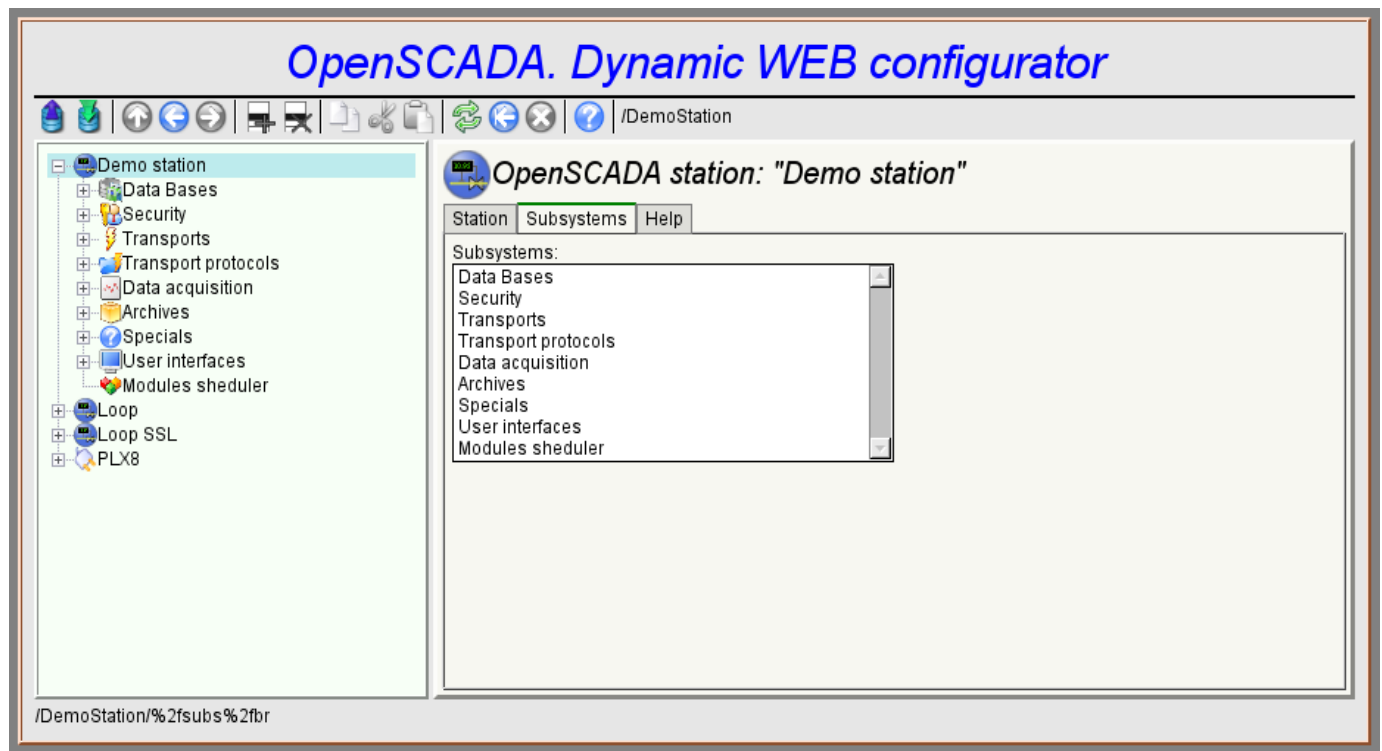 OpenSCADA. Dynamic WEB configurator
/DemoStation
Demo station
Data Bases
Security
Transports
Transport protocols
Data acquisition
Archives
Specials
User interfaces
Modules sheduler
Loop
Loop SSL
PLX8
OpenSCADA station: "Demo station"
Station Subsystems Help
Subsystems:
Data Bases
Security
Transports
Transport protocols
Data acquisition
Archives
Specials
User interfaces
Modules sheduler
/DemoStation/%2fsubs%2fbr